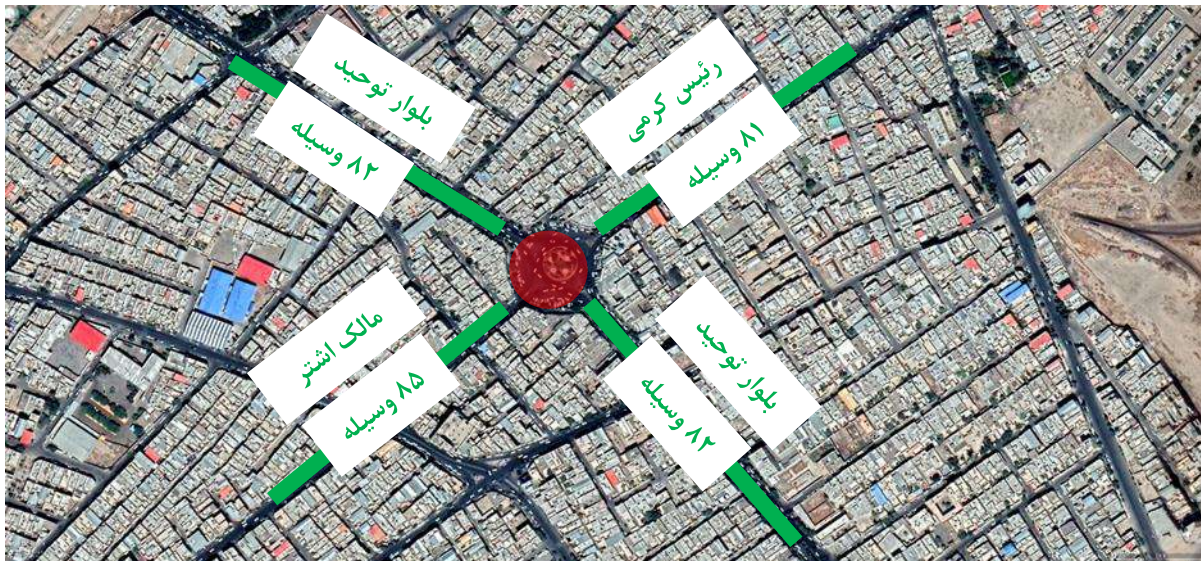 بلوار توحید
۸۲ وسیله
رئیس کرمی
۸۱ وسیله
مالک اشتر
۸۵ وسیله
بلوار توحید
۸۲ وسیله